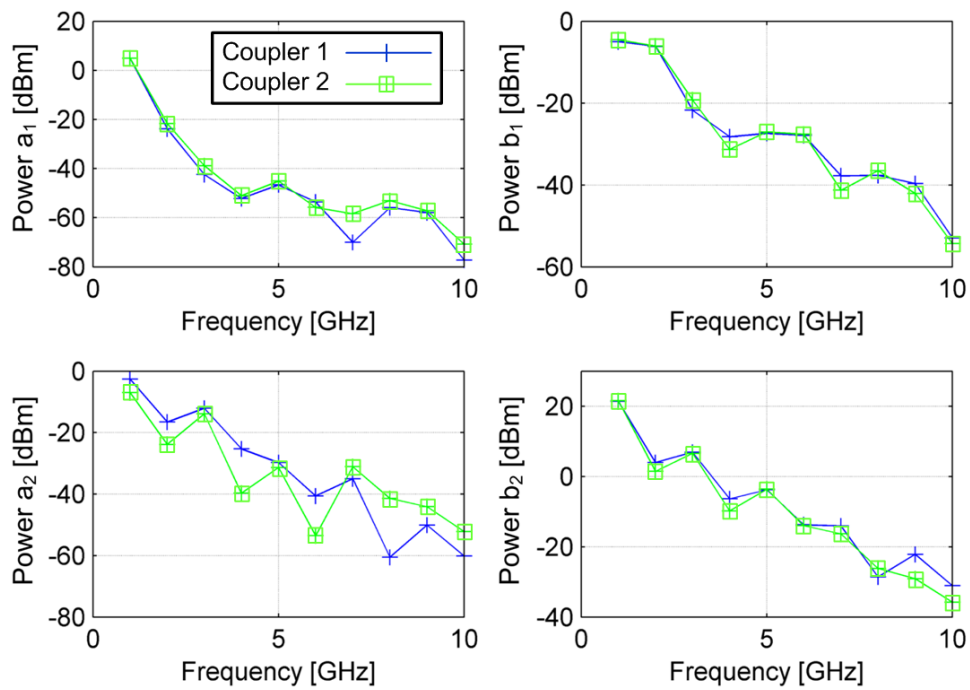 20
0
-20
-40
-60
-80
Power a₁ [dBm]
Coupler 1
Coupler 2
0 5 10
Frequency [GHz]
0
-20
-40
-60
Power b₁ [dBm]
0 5 10
Frequency [GHz]
0
-20
-40
-60
-80
Power a₂ [dBm]
0 5 10
Frequency [GHz]
20
0
-20
-40
Power b₂ [dBm]
0 5 10
Frequency [GHz]